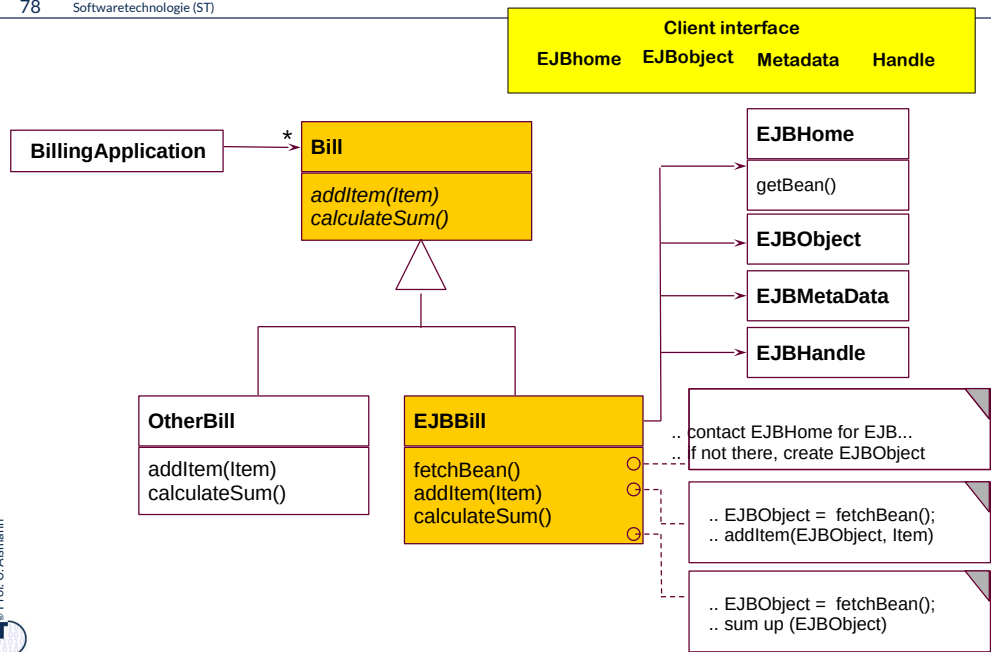 78 Softwaretechnologie (ST)
Client interface
EJBhome EJBobject Metadata Handle
BillingApplication
*
Bill
addItem(Item)
calculateSum()
EJBHome
getBean()
EJBObject
EJBMetaData
EJBHandle
OtherBill
addItem(Item)
calculateSum()
EJBBill
fetchBean()
addItem(Item)
calculateSum()
.. contact EJBHome for EJB...
.. if not there, create EJBObject
.. EJBObject = fetchBean();
.. addItem(EJBObject, Item)
.. EJBObject = fetchBean();
.. sum up (EJBObject)